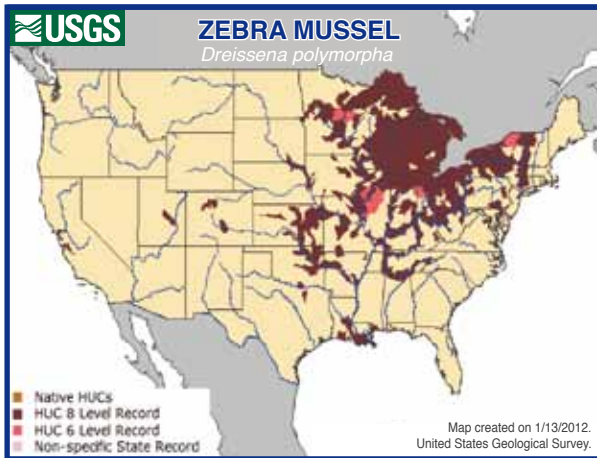 USGS
ZEBRA MUSSEL
Dreissena polymorpha
Native HUCs
HUC 8 Level Record
HUC 6 Level Record
Non-specific State Record
Map created on 1/13/2012.
United States Geological Survey.